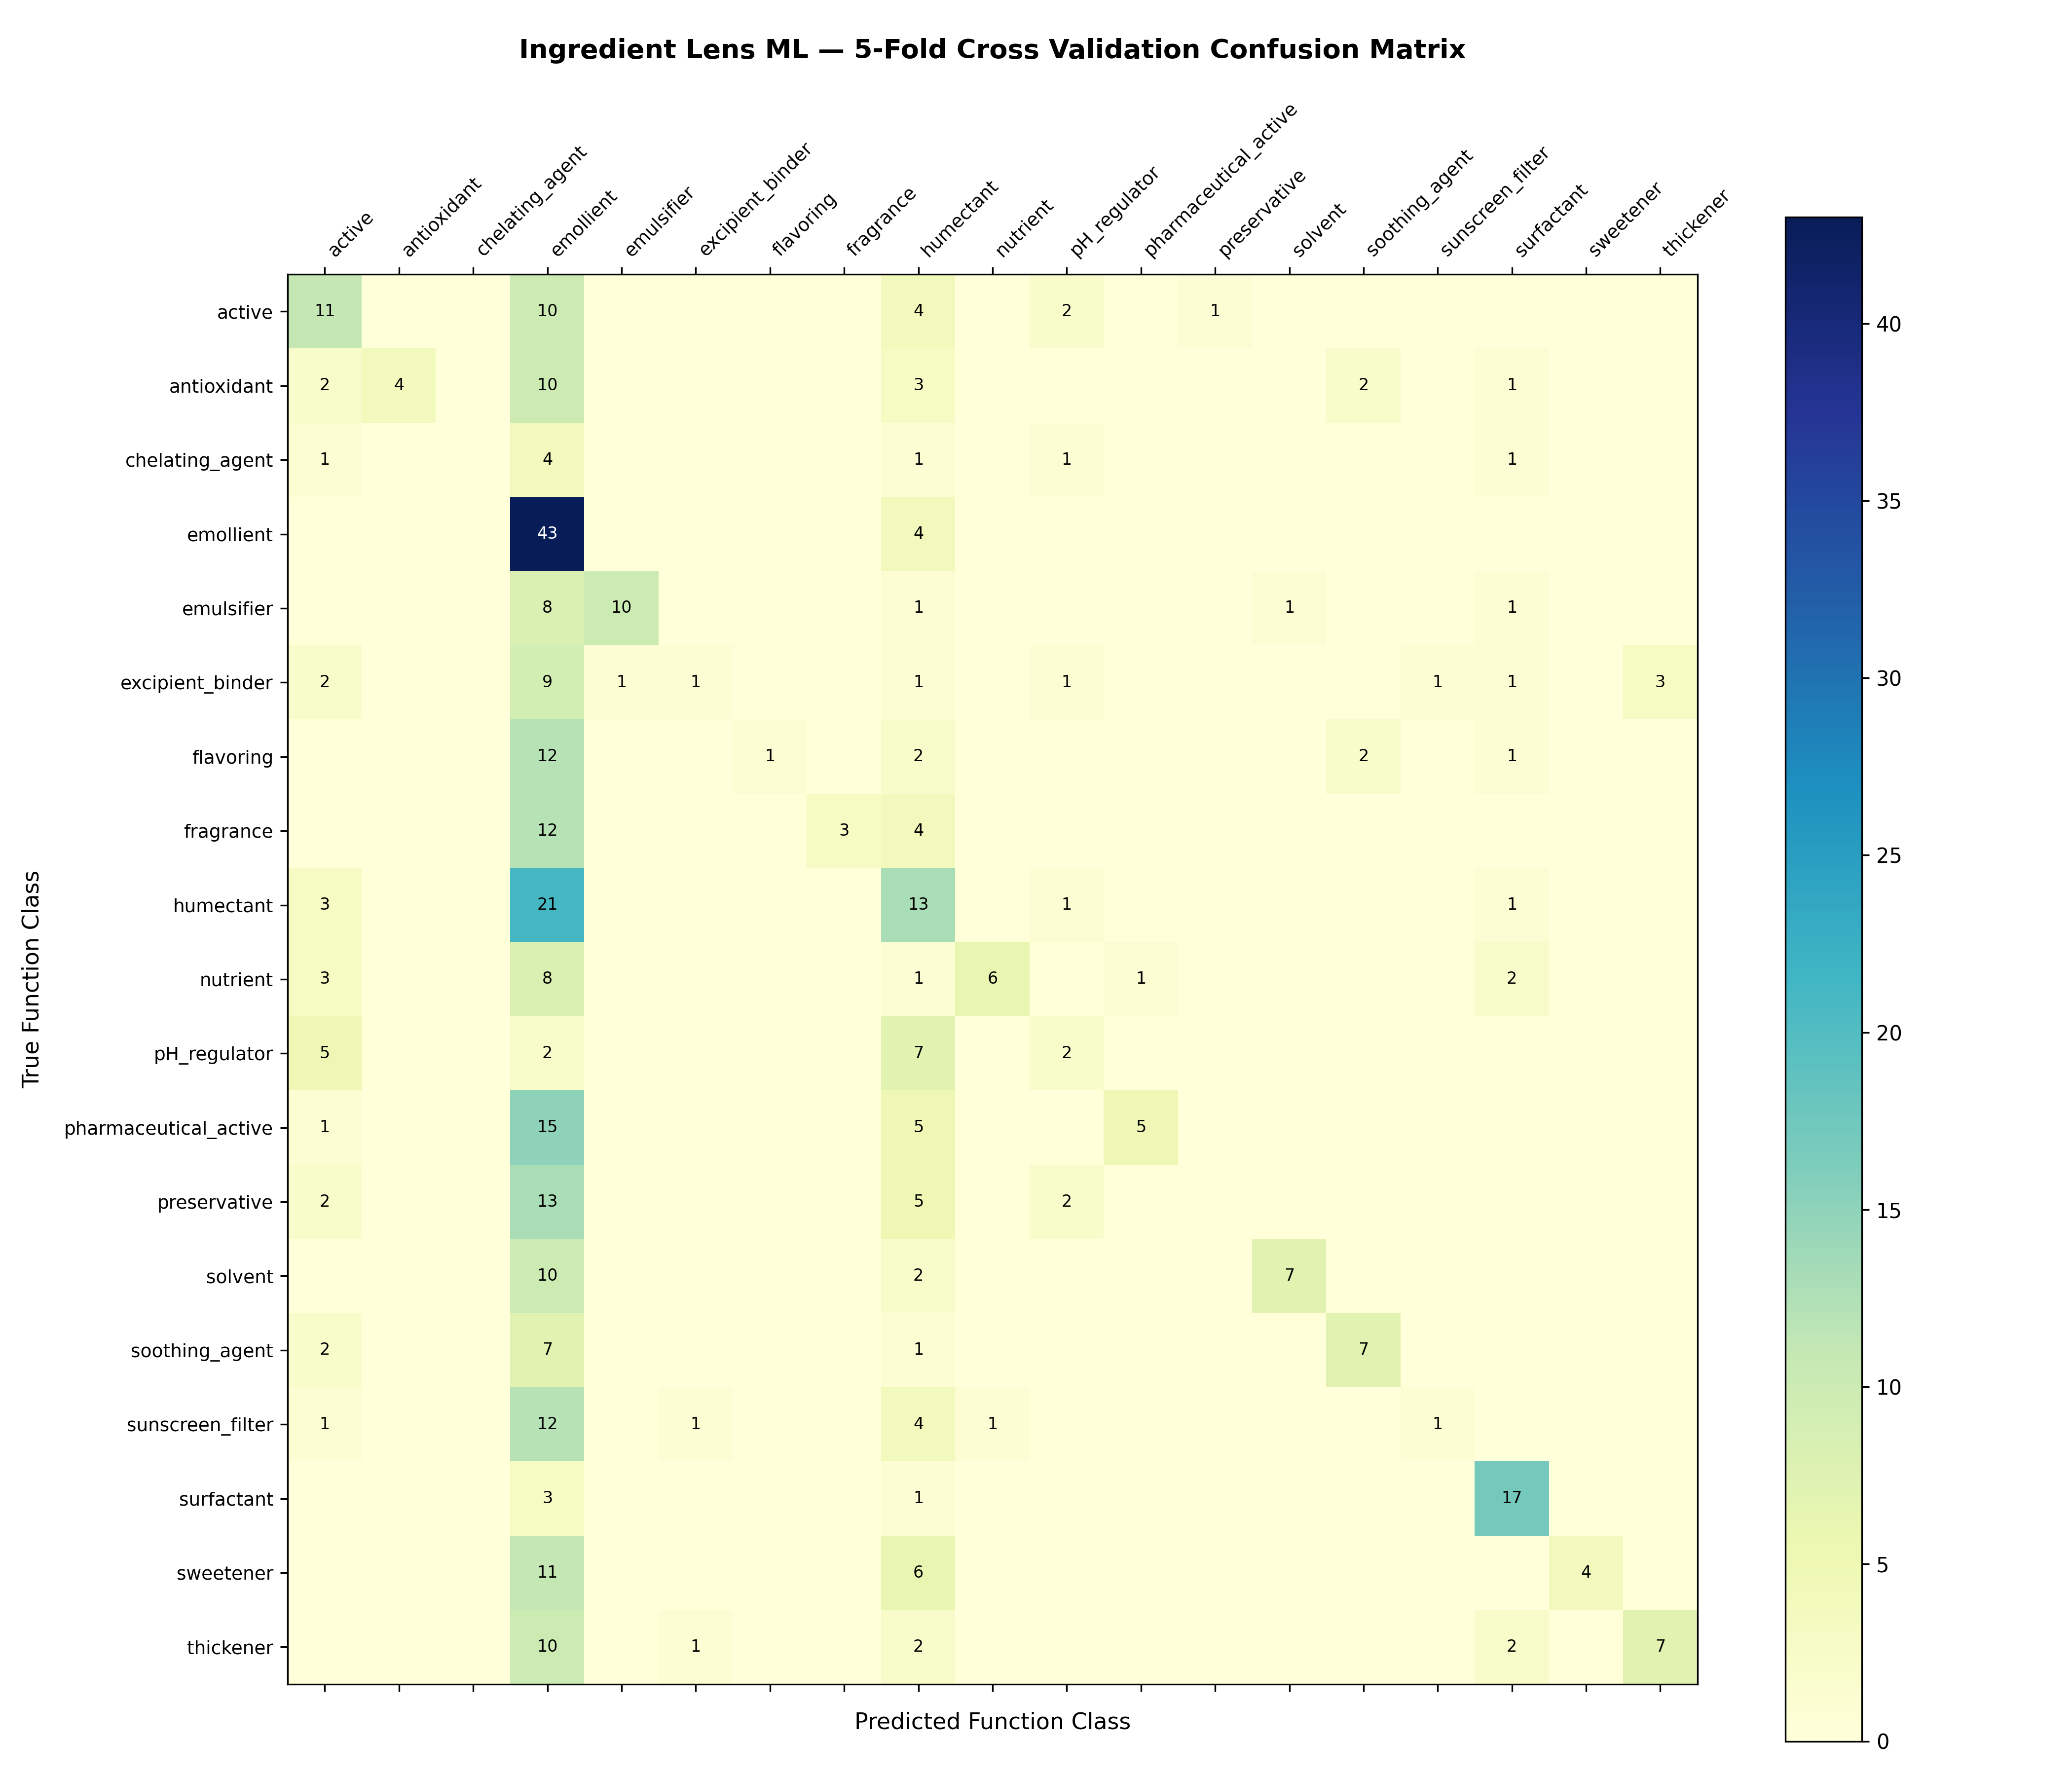 Ingredient Lens ML — 5-Fold Cross Validation Confusion Matrix
active antioxidant chelating_agent emollient emulsifier excipient_binder flavoring fragrance humectant nutrient pH_regulator pharmaceutical_active preservative solvent soothing_agent sunscreen_filter surfactant sweetener thickener
active 11 10 4 2 1
antioxidant 2 4 10 3 2 1
chelating_agent 1 4 1 1 1
emollient 43 4
emulsifier 8 10 1 1 1
excipient_binder 2 9 1 1 1 1 1 1 3
flavoring 12 1 2 2 1
fragrance 12 3 4
humectant 3 21 13 1 1
nutrient 3 8 1 6 1 2
pH_regulator 5 2 7 2
pharmaceutical_active 1 15 5 5
preservative 2 13 5 2
solvent 10 2 7
soothing_agent 2 7 1 7
sunscreen_filter 1 12 1 4 1 1
surfactant 3 1 17
sweetener 11 6 4
thickener 10 1 2 2 7
True Function Class
Predicted Function Class
40
35
30
25
20
15
10
5
0